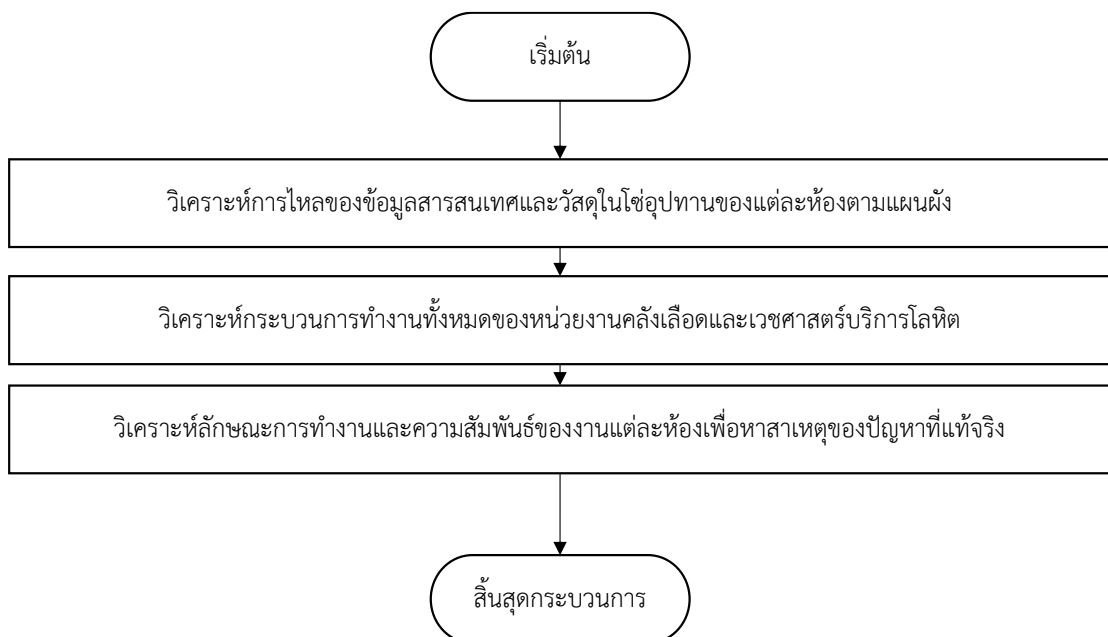 เริ่มต้น
วิเคราะห์การไหลของข้อมูลสารสนเทศและวัสดุในโซ่อุปทานของแต่ละห้องตามแผนผัง
วิเคราะห์กระบวนการทำงานทั้งหมดของหน่วยงานคลังเลือดและเวชศาสตร์บริการโลหิต
วิเคราะห์ลักษณะการทำงานและความสัมพันธ์ของงานแต่ละห้องเพื่อหาสาเหตุของปัญหาที่แท้จริง
สิ้นสุดกระบวนการ